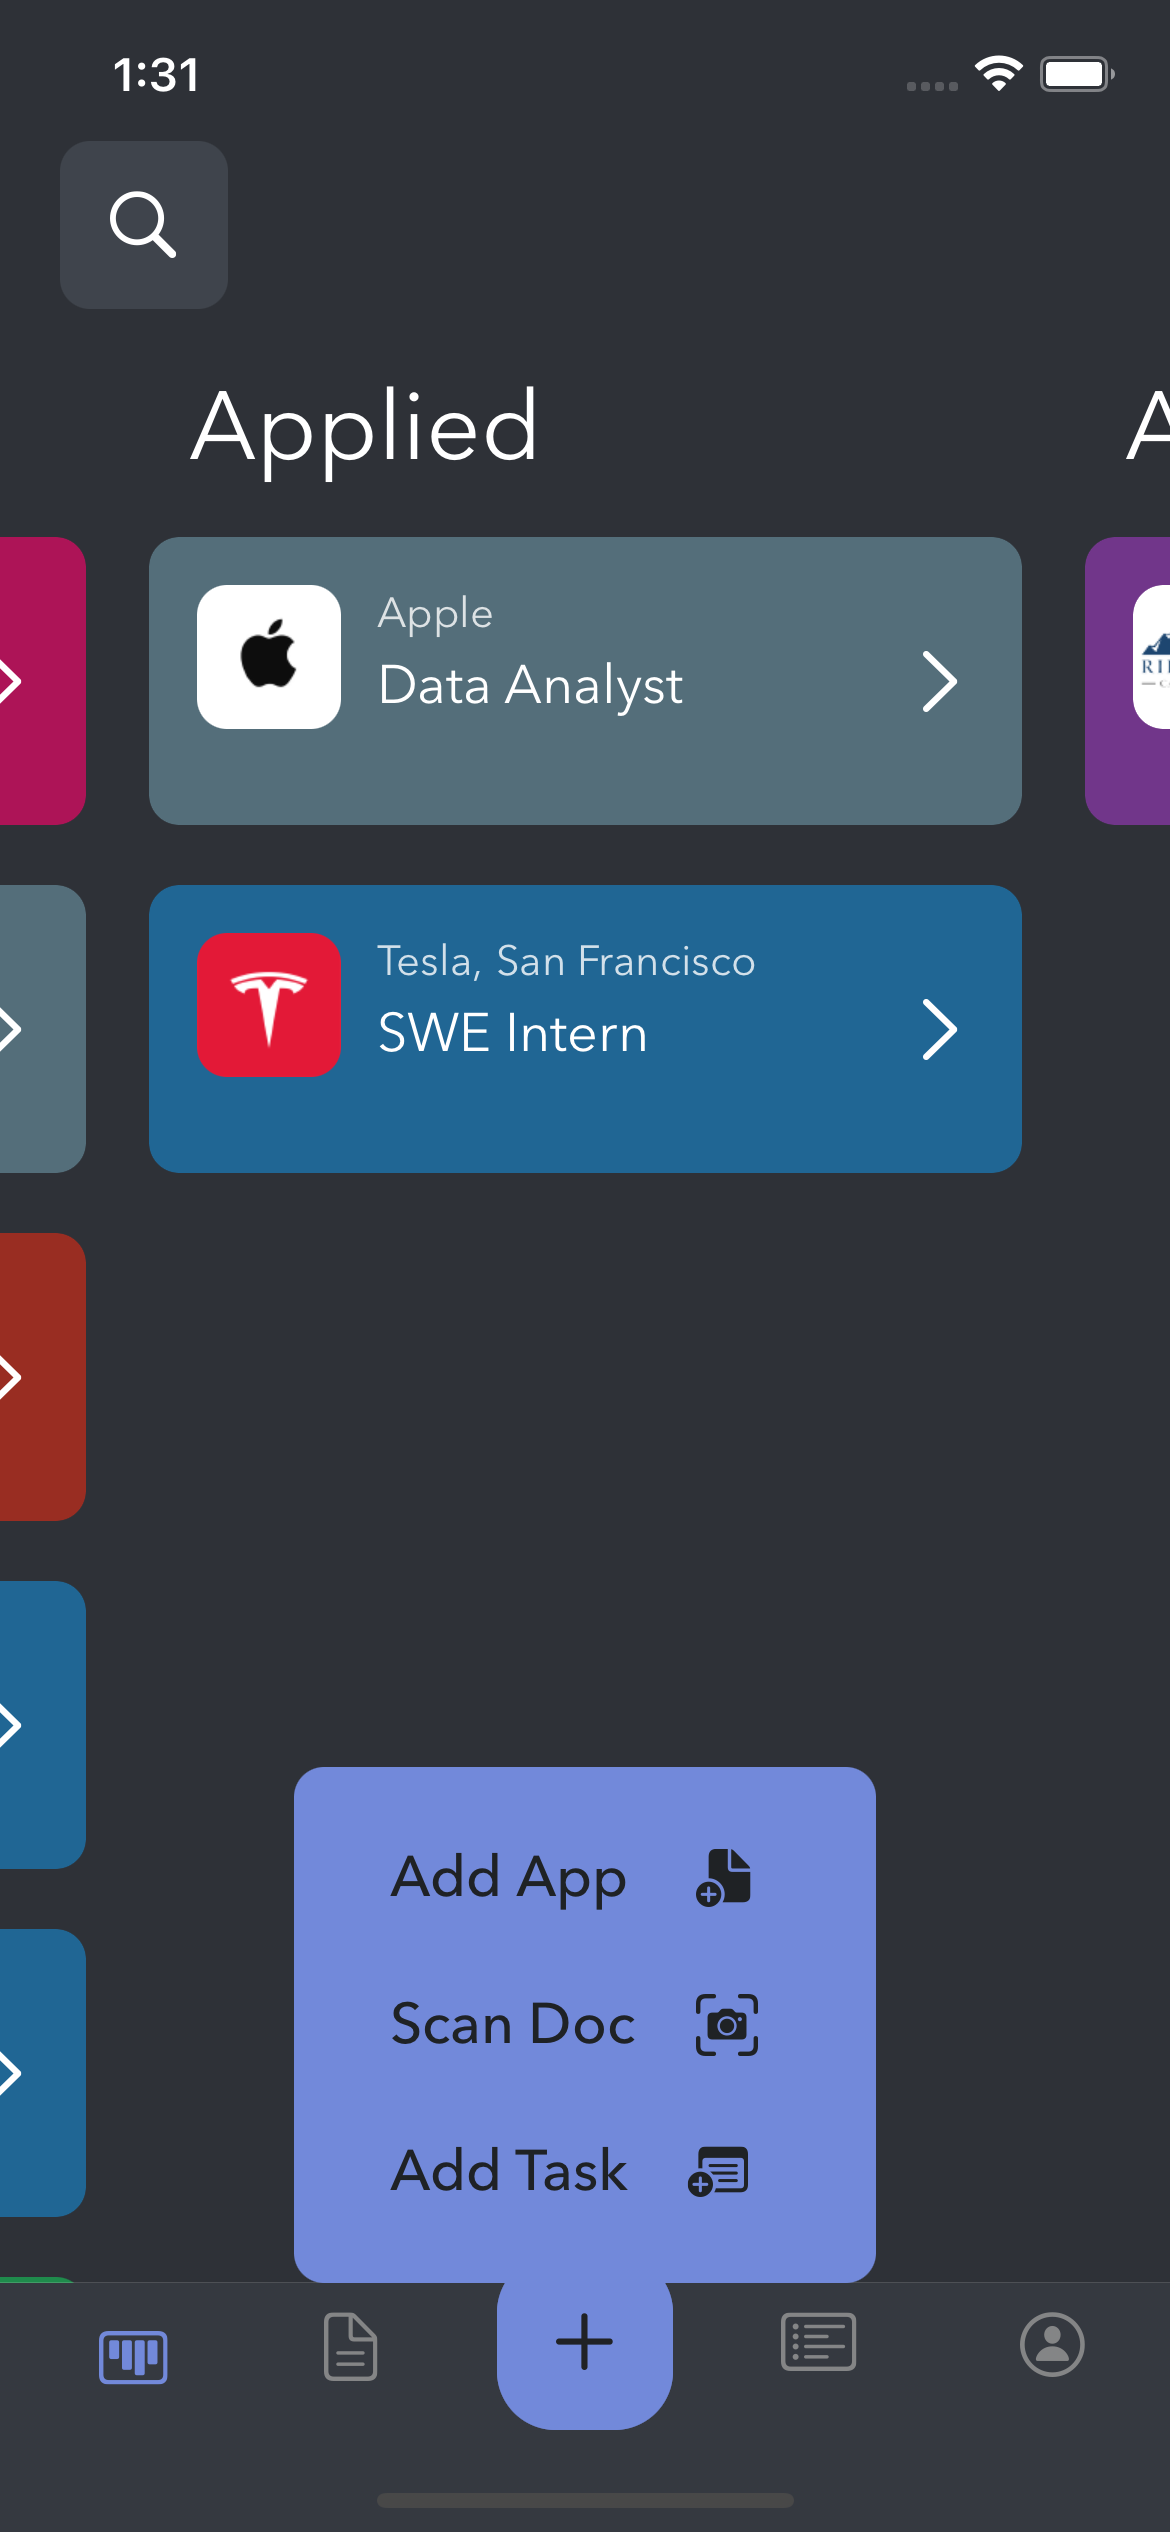 1:31
Applied
A
Apple
Data Analyst
Tesla, San Francisco
SWE Intern
Add App
Scan Doc
Add Task